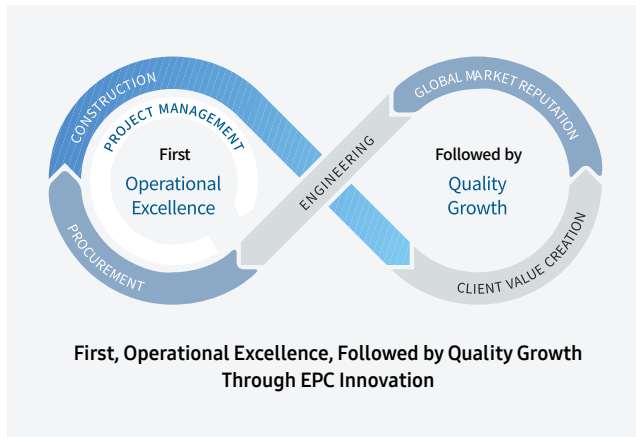 CONSTRUCTION
PROJECT MANAGEMENT
First
Operational
Excellence
PROCUREMENT
ENGINEERING
GLOBAL MARKET REPUTATION
Followed by
Quality
Growth
CLIENT VALUE CREATION
First, Operational Excellence, Followed by Quality Growth
Through EPC Innovation